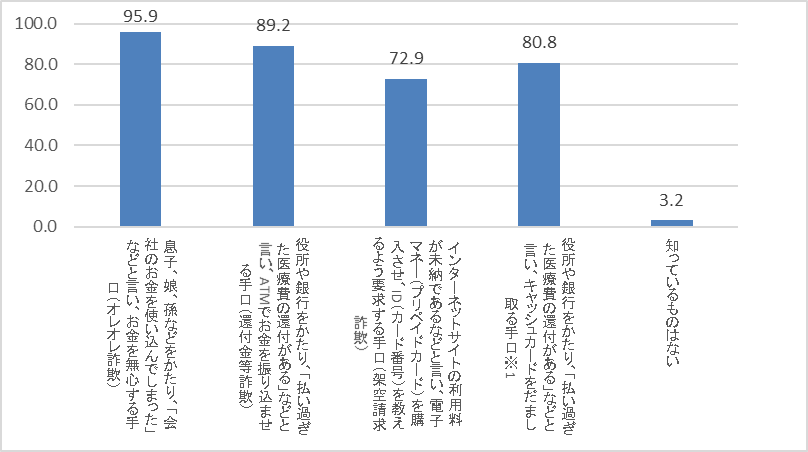 100.0
80.0
60.0
40.0
20.0
0.0
95.9
89.2
72.9
80.8
3.2
息子、娘、孫などをかたり、「会
社のお金を使い込んでしまった」
などと言い、お金を無心する手
口(オレオレ詐欺)
役所や銀行をかたり、「払い過ぎ
た医療費の還付がある」などと
言い、ATMでお金を振り込ませ
る手口(還付金等詐欺)
インターネットサイトの利用料
が未納であるなどと言い、電子
マネー(プリペイドカード)を購
入させ、ID(カード番号)を教え
るよう要求する手口(架空請求
詐欺)
役所や銀行をかたり、「払い過ぎ
た医療費の還付がある」などと
言い、キャッシュカードをだまし
取る手口※1
知っているものはない